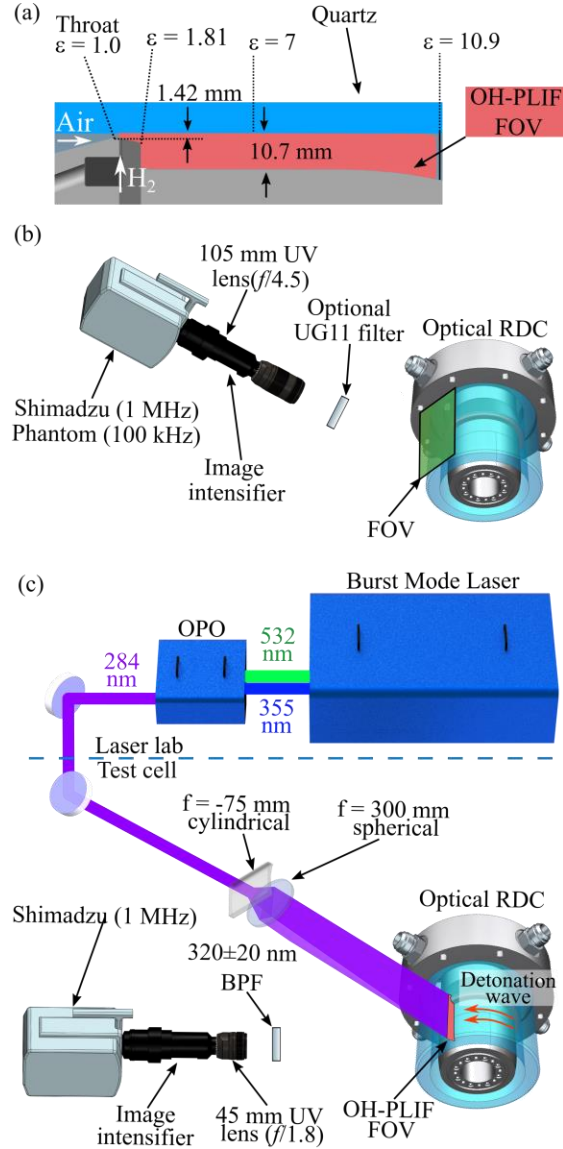 (a)
Throat
ε = 1.0
ε = 1.81
ε = 7
Quartz
ε = 10.9
1.42 mm
Air
OH-PLIF
FOV
10.7 mm
H2
(b)
105 mm UV
lens(f/4.5)
Optional
UG11 filter
Optical RDC
Shimadzu (1 MHz)
Phantom (100 kHz)
Image
intensifier
FOV
(c)
Burst Mode Laser
OPO
532
nm
284
nm
355
nm
Laser lab
Test cell
f = -75 mm
cylindrical
f = 300 mm
spherical
Optical RDC
Shimadzu (1 MHz)
320±20 nm
BPF
Detonation
wave
Image
intensifier
45 mm UV
lens (f/1.8)
OH-PLIF
FOV